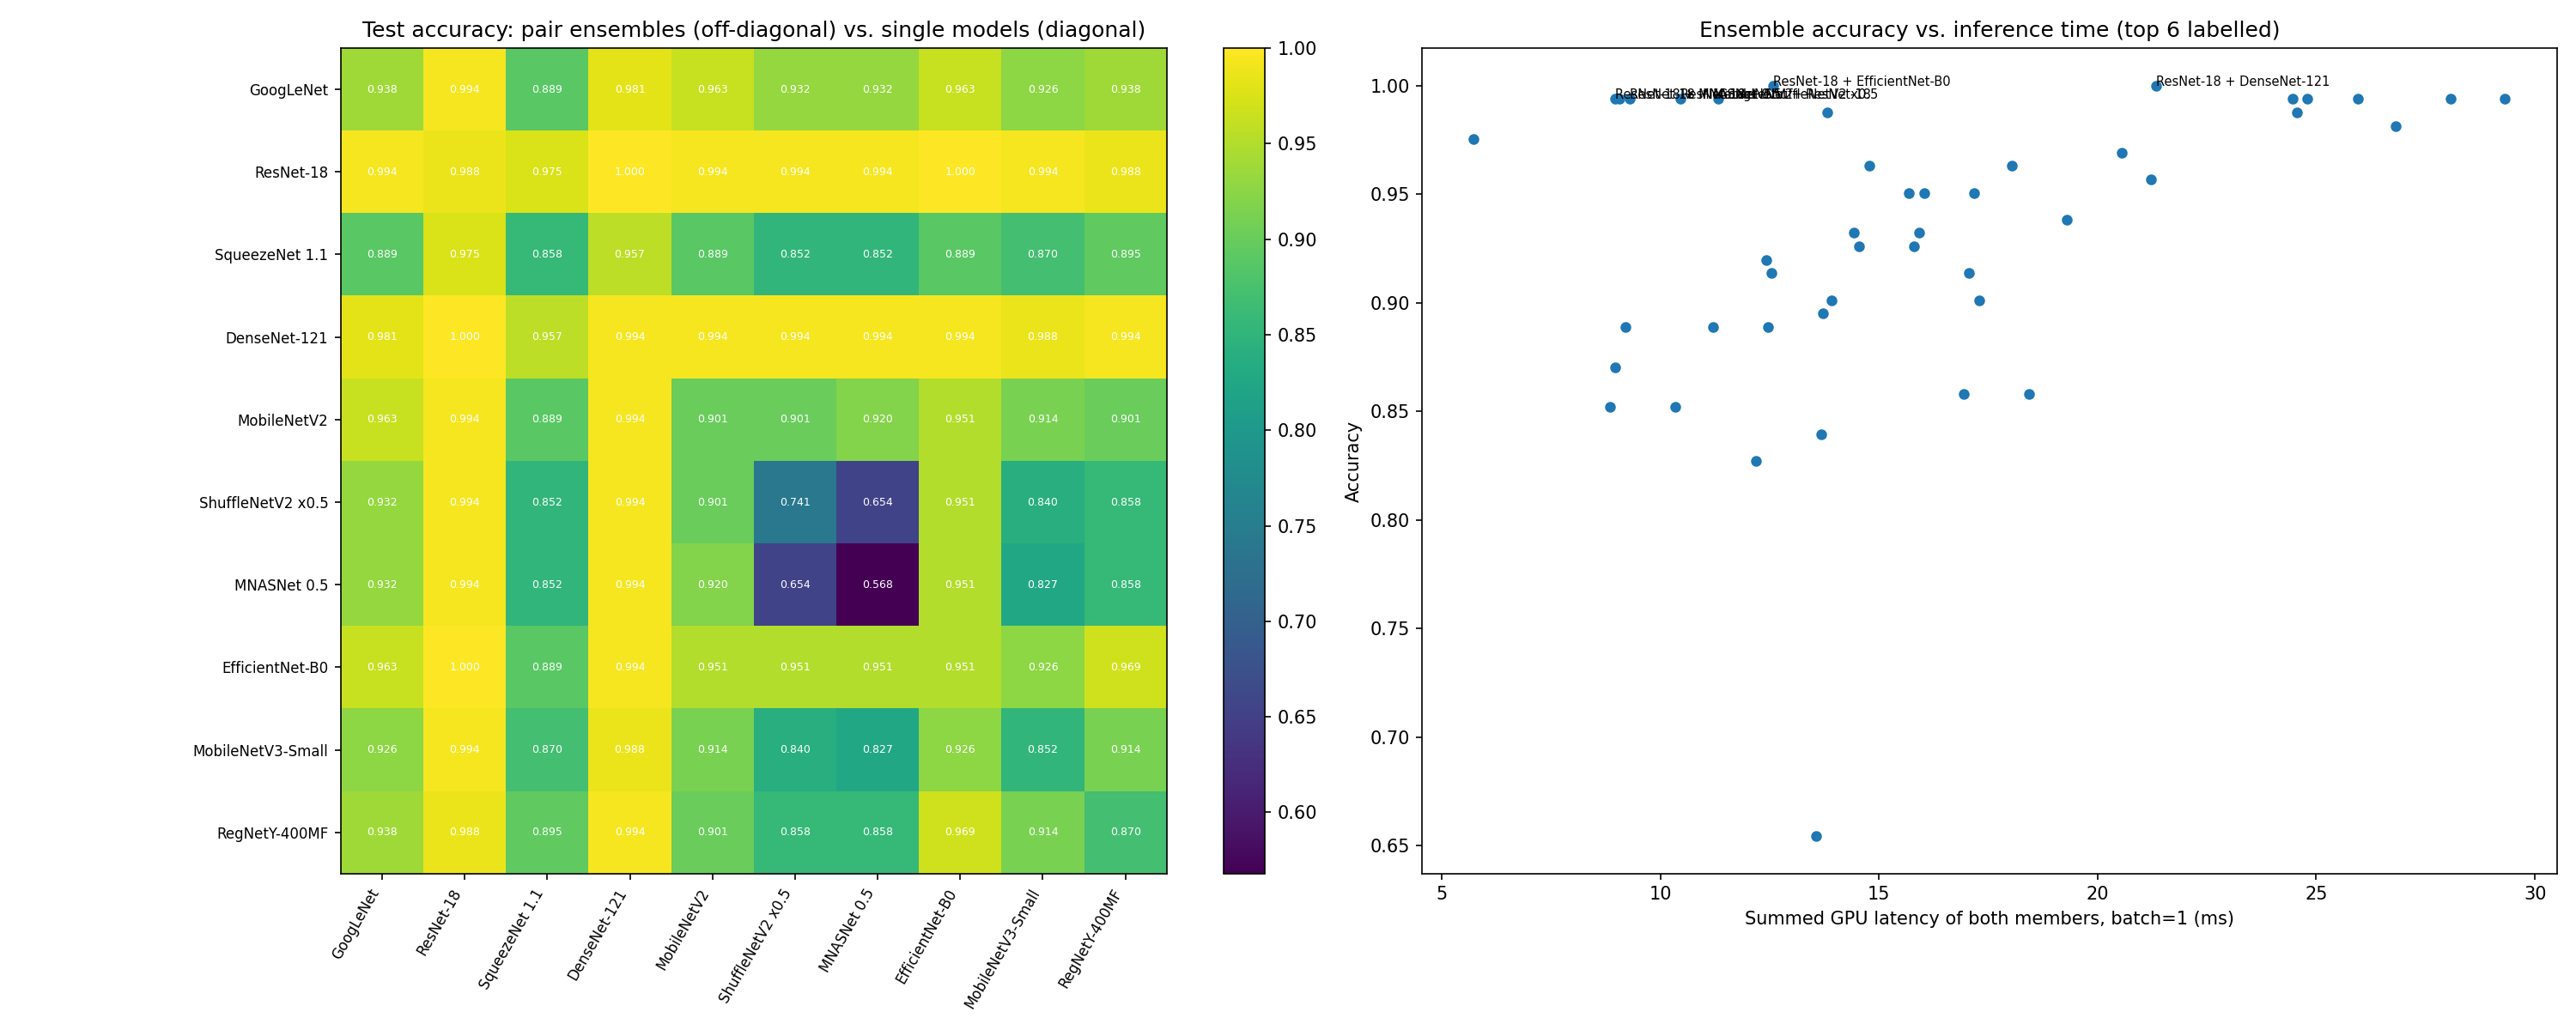 Test accuracy: pair ensembles (off-diagonal) vs. single models (diagonal)
GoogLeNet 0.938 0.994 0.889 0.981 0.963 0.932 0.932 0.963 0.926 0.938
ResNet-18 0.994 0.988 0.975 1.000 0.994 0.994 0.994 1.000 0.994 0.988
SqueezeNet 1.1 0.889 0.975 0.858 0.957 0.889 0.852 0.852 0.889 0.870 0.895
DenseNet-121 0.981 1.000 0.957 0.994 0.994 0.994 0.994 0.994 0.988 0.994
MobileNetV2 0.963 0.994 0.889 0.994 0.901 0.901 0.920 0.951 0.914 0.901
ShuffleNetV2 x0.5 0.932 0.994 0.852 0.994 0.901 0.741 0.654 0.951 0.840 0.858
MNASNet 0.5 0.932 0.994 0.852 0.994 0.920 0.654 0.568 0.951 0.827 0.858
EfficientNet-B0 0.963 1.000 0.889 0.994 0.951 0.951 0.951 0.951 0.926 0.969
MobileNetV3-Small 0.926 0.994 0.870 0.988 0.914 0.840 0.827 0.926 0.852 0.914
RegNetY-400MF 0.938 0.988 0.895 0.994 0.901 0.858 0.858 0.969 0.914 0.870
GoogLeNet
ResNet-18
SqueezeNet 1.1
DenseNet-121
MobileNetV2
ShuffleNetV2 x0.5
MNASNet 0.5
EfficientNet-B0
MobileNetV3-Small
RegNetY-400MF
1.00
0.95
0.90
0.85
0.80
0.75
0.70
0.65
0.60
Ensemble accuracy vs. inference time (top 6 labelled)
ResNet-18 + EfficientNet-B0
ResNet-18 + DenseNet-121
Accuracy
1.00
0.95
0.90
0.85
0.80
0.75
0.70
0.65
5 10 15 20 25 30
Summed GPU latency of both members, batch=1 (ms)